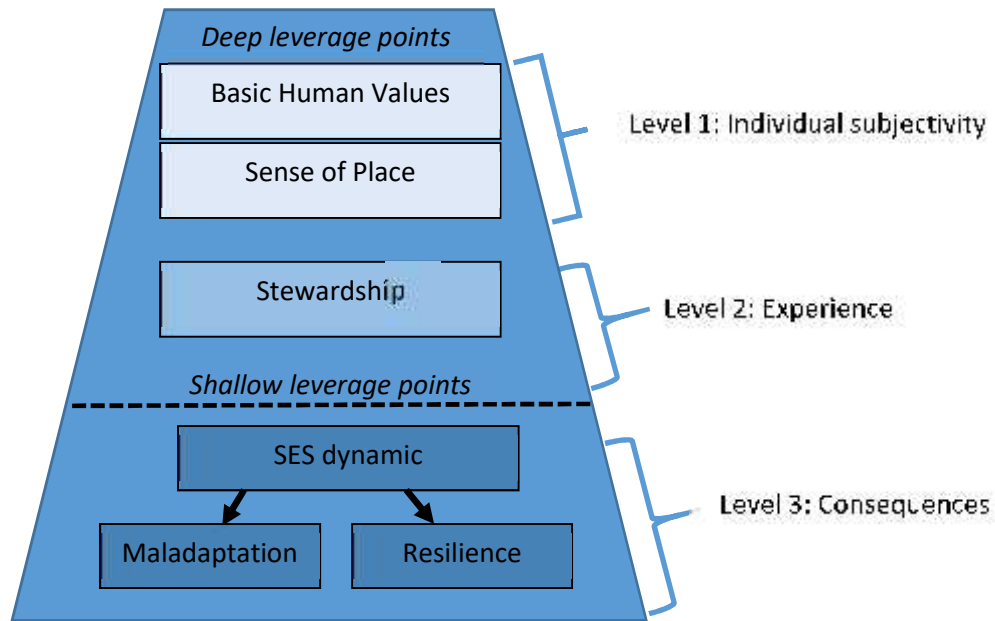 Deep leverage points
Basic Human Values
Level 1: Individual subjectivity
Sense of Place
Stewardship
Level 2: Experience
Shallow leverage points
SES dynamic
Level 3: Consequences
Maladaptation
Resilience